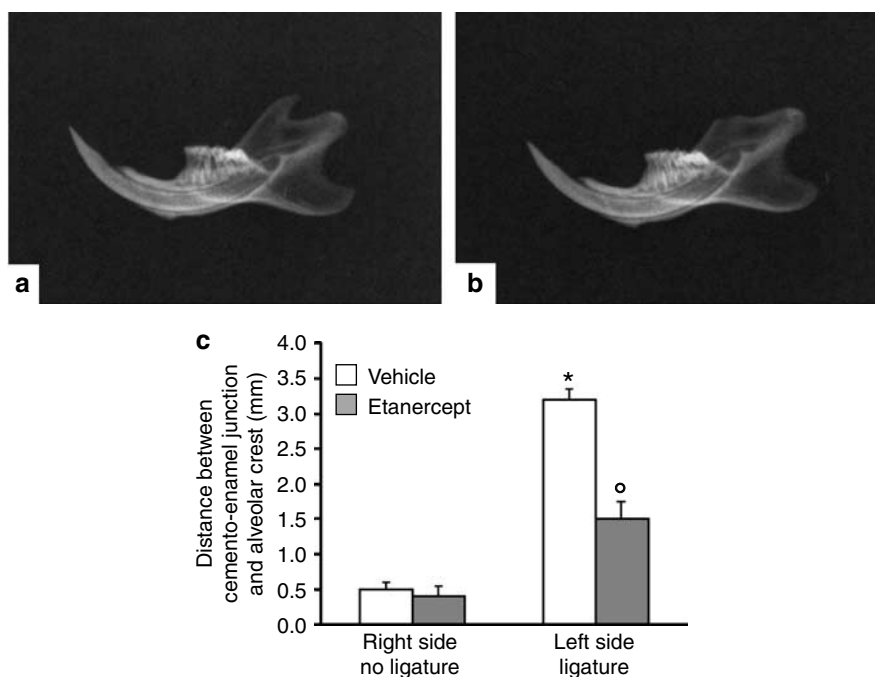 a
b
c
Distance between
cemento-enamel junction
and alveolar crest (mm)
4.0
3.5
3.0
2.5
2.0
1.5
1.0
0.5
0.0
Vehicle
Etanercept
*
Right side
no ligature
Left side
ligature